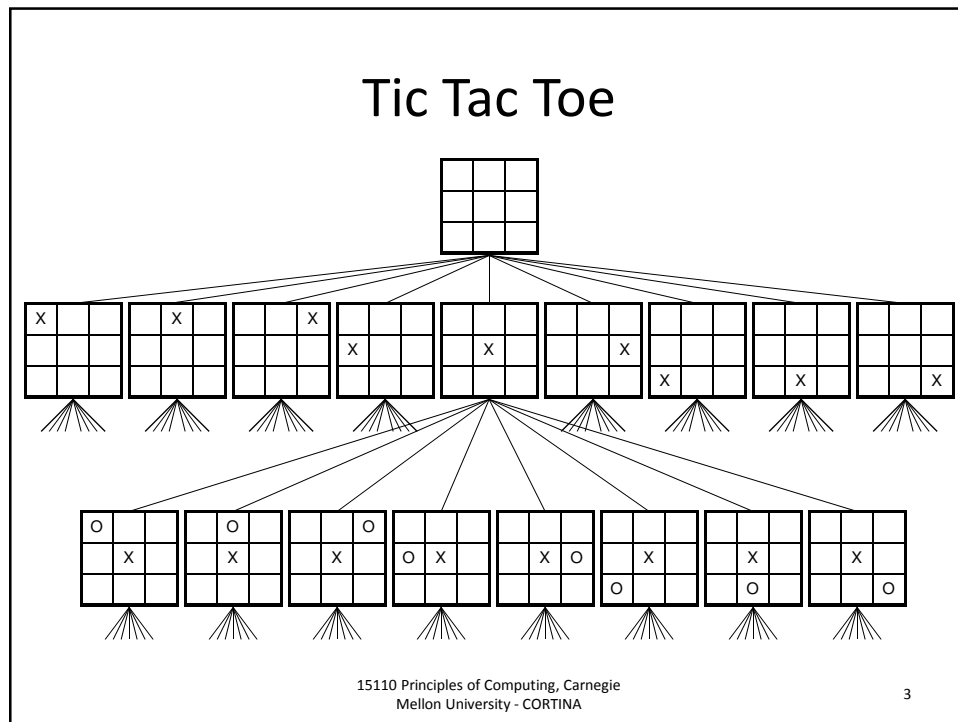 Tic Tac Toe
X X X
X X X
X X X
O O O
X X X O X X O X X X
O O O
15110 Principles of Computing, Carnegie
Mellon University - CORTINA
3